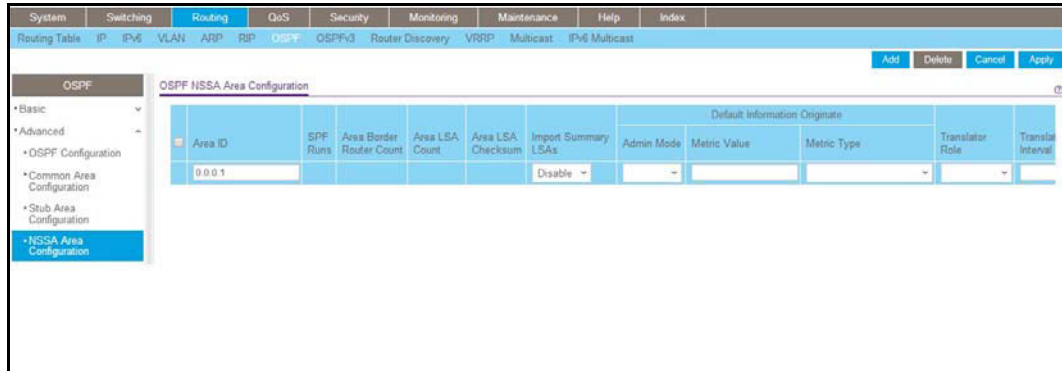 System Switching Routing QoS Security Monitoring Maintenance Help Index
Routing Table IP IPv6 VLAN ARP RIP OSPF OSPFv3 Router Discovery VRRP Multicast IPv6 Multicast
Add Delete Cancel Apply
OSPF
OSPF NSSA Area Configuration
Basic
Advanced
OSPF Configuration
Common Area
Configuration
Stub Area
Configuration
NSSA Area
Configuration
Default Information Originate
Area ID
SPF
Runs
Area Border
Router Count
Area LSA
Count
Area LSA
Checksum
Import Summary
LSAs
Admin Mode
Metric Value
Metric Type
Translator
Role
Translat
Interval
0.0.0.1
Disable